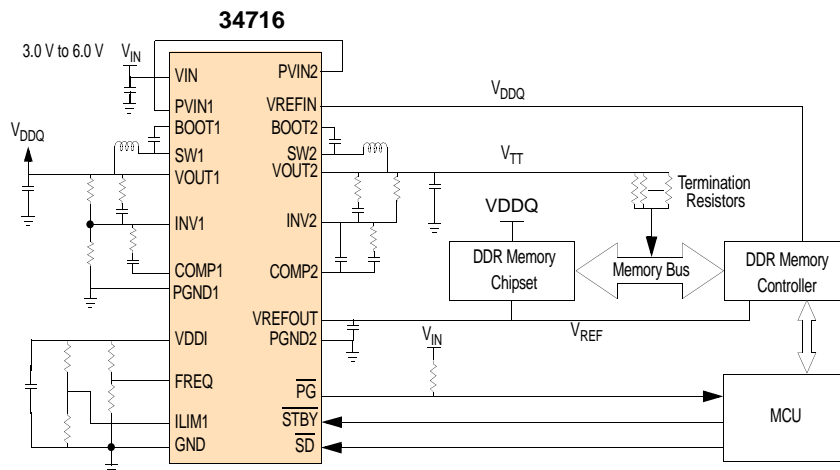 34716
3.0 V to 6.0 V
VIN
VIN
PVIN1
BOOT1
VDDQ
SW1
VOUT1
INV1
COMP1
PGND1
VDDI
FREQ
ILIM1
GND
PVIN2
VREFIN
BOOT2
SW2
VOUT2
INV2
COMP2
VREFOUT
PGND2
PG
STBY
SD
VDDQ
VTT
Termination
Resistors
VDDQ
DDR Memory
Chipset
Memory Bus
DDR Memory
Controller
VREF
VIN
MCU